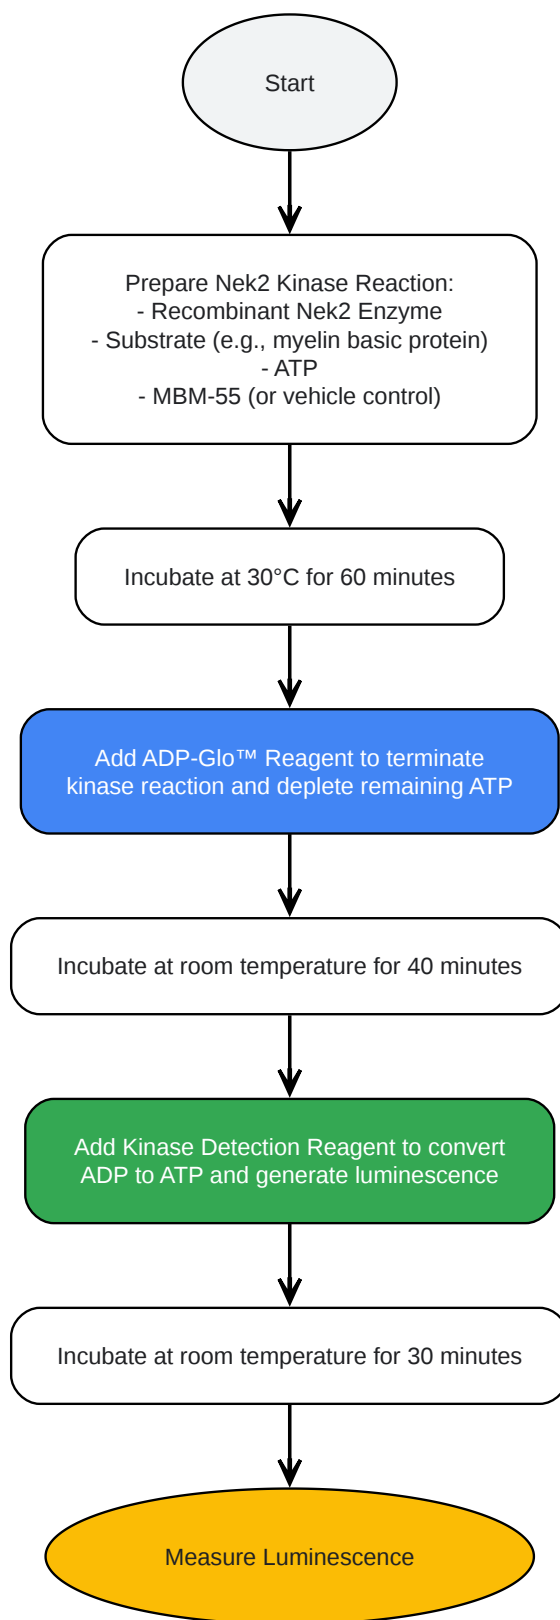 Start
Prepare Nek2 Kinase Reaction:
- Recombinant Nek2 Enzyme
- Substrate (e.g., myelin basic protein)
- ATP
- MBM-55 (or vehicle control)
Incubate at 30°C for 60 minutes
Add ADP-Glo™ Reagent to terminate
kinase reaction and deplete remaining ATP
Incubate at room temperature for 40 minutes
Add Kinase Detection Reagent to convert
ADP to ATP and generate luminescence
Incubate at room temperature for 30 minutes
Measure Luminescence